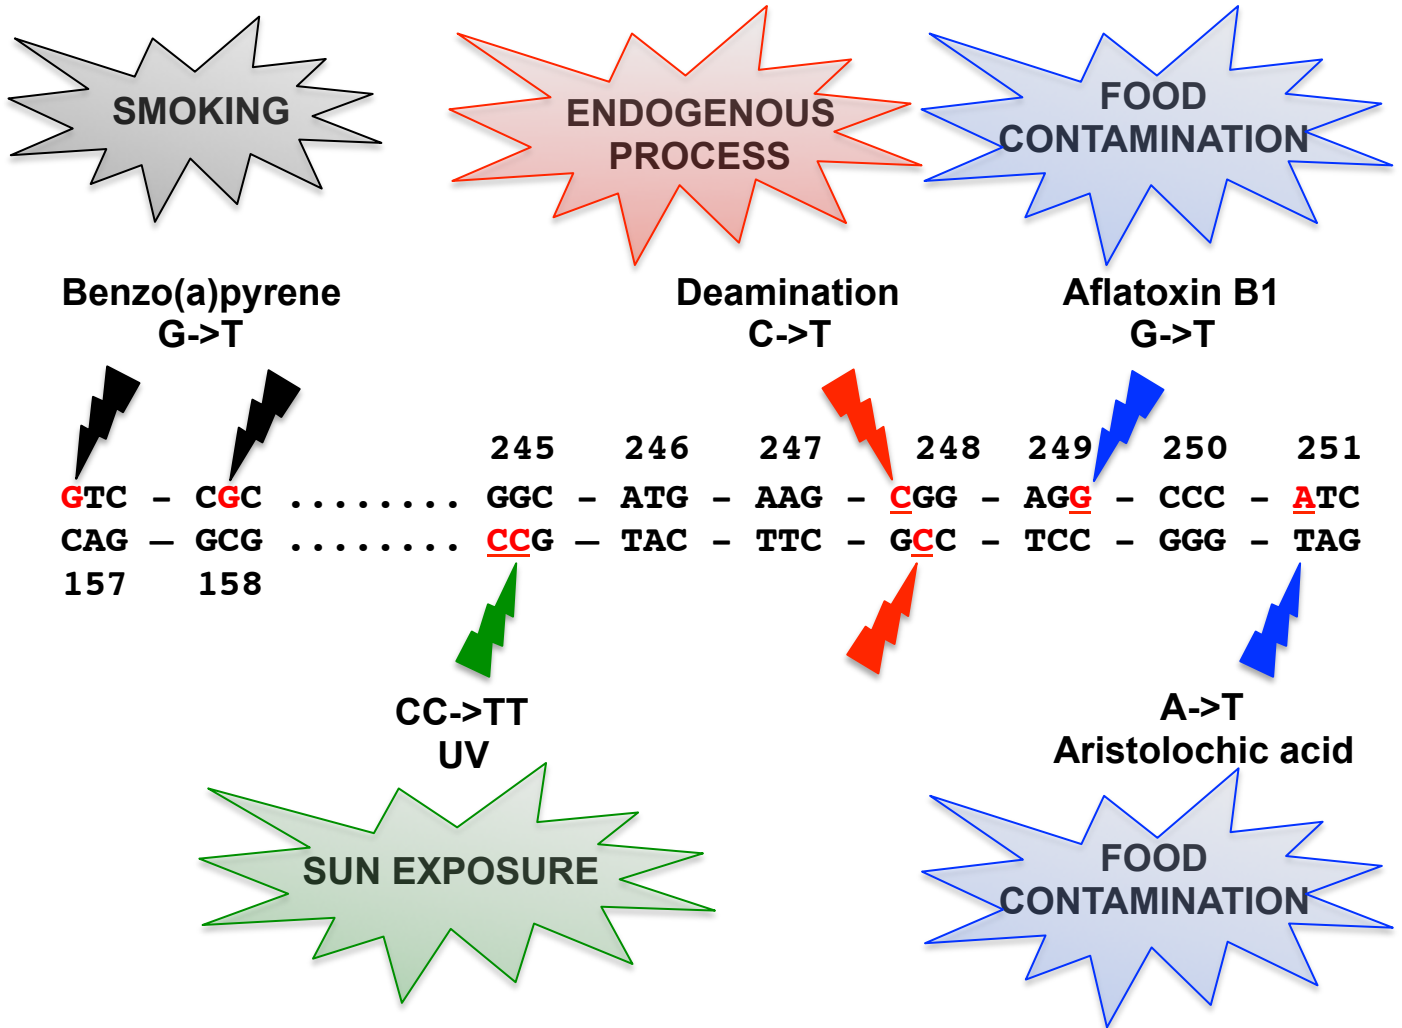 SMOKING
ENDOGENOUS
PROCESS
FOOD
CONTAMINATION
Benzo(a)pyrene
G->T
Deamination
C->T
Aflatoxin B1
G->T
245 246 247 248 249 250 251
GTC – CGC ........ GGC – ATG – AAG – CGG – AGG – CCC – ATC
CAG — GCG ........ CCG — TAC – TTC – GCC – TCC – GGG – TAG
157 158
CC->TT
UV
A->T
Aristolochic acid
SUN EXPOSURE
FOOD
CONTAMINATION